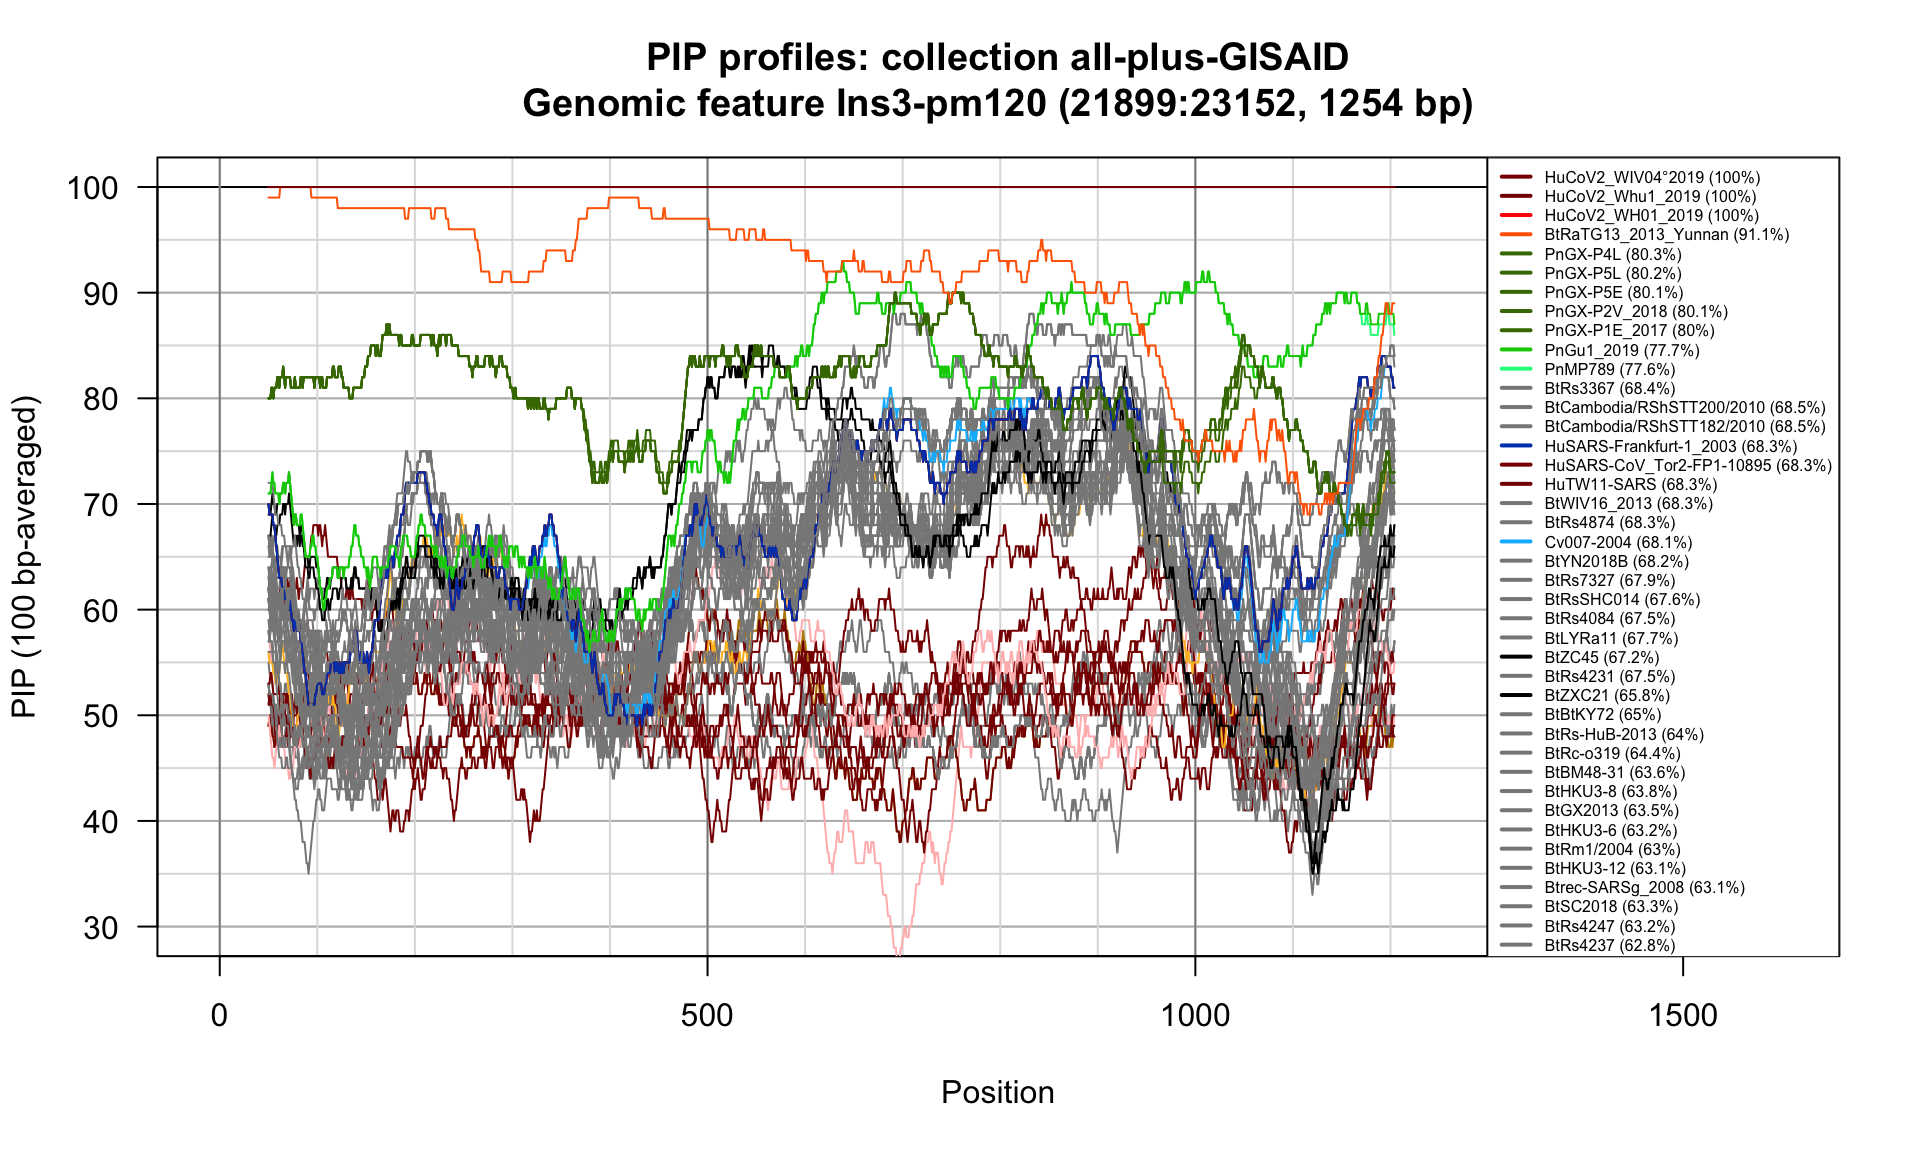 PIP profiles: collection all-plus-GISAID
Genomic feature Ins3-pm120 (21899:23152, 1254 bp)
PIP (100 bp-averaged)
100
90
80
70
60
50
40
30
0
500
1000
1500
Position
HuCoV2_WIV04°2019 (100%)
HuCoV2_Whu1_2019 (100%)
HuCoV2_WH01_2019 (100%)
BtRaTG13_2013_Yunnan (91.1%)
PnGX-P4L (80.3%)
PnGX-P5L (80.2%)
PnGX-P5E (80.1%)
PnGX-P2V_2018 (80.1%)
PnGX-P1E_2017 (80%)
PnGu1_2019 (77.7%)
PnMP789 (77.6%)
BtRs3367 (68.4%)
BtCambodia/RShSTT200/2010 (68.5%)
BtCambodia/RShSTT182/2010 (68.5%)
HuSARS-Frankfurt-1_2003 (68.3%)
HuSARS-CoV_Tor2-FP1-10895 (68.3%)
HuTW11-SARS (68.3%)
BtWIV16_2013 (68.3%)
BtRs4874 (68.3%)
Cv007-2004 (68.1%)
BtYN2018B (68.2%)
BtRs7327 (67.9%)
BtRsSHC014 (67.6%)
BtRs4084 (67.5%)
BtLYRa11 (67.7%)
BtZC45 (67.2%)
BtRs4231 (67.5%)
BtZXC21 (65.8%)
BtBtKY72 (65%)
BtRs-HuB-2013 (64%)
BtRc-o319 (64.4%)
BtBM48-31 (63.6%)
BtHKU3-8 (63.8%)
BtGX2013 (63.5%)
BtHKU3-6 (63.2%)
BtRm1/2004 (63%)
BtHKU3-12 (63.1%)
Btrec-SARSg_2008 (63.1%)
BtSC2018 (63.3%)
BtRs4247 (63.2%)
BtRs4237 (62.8%)